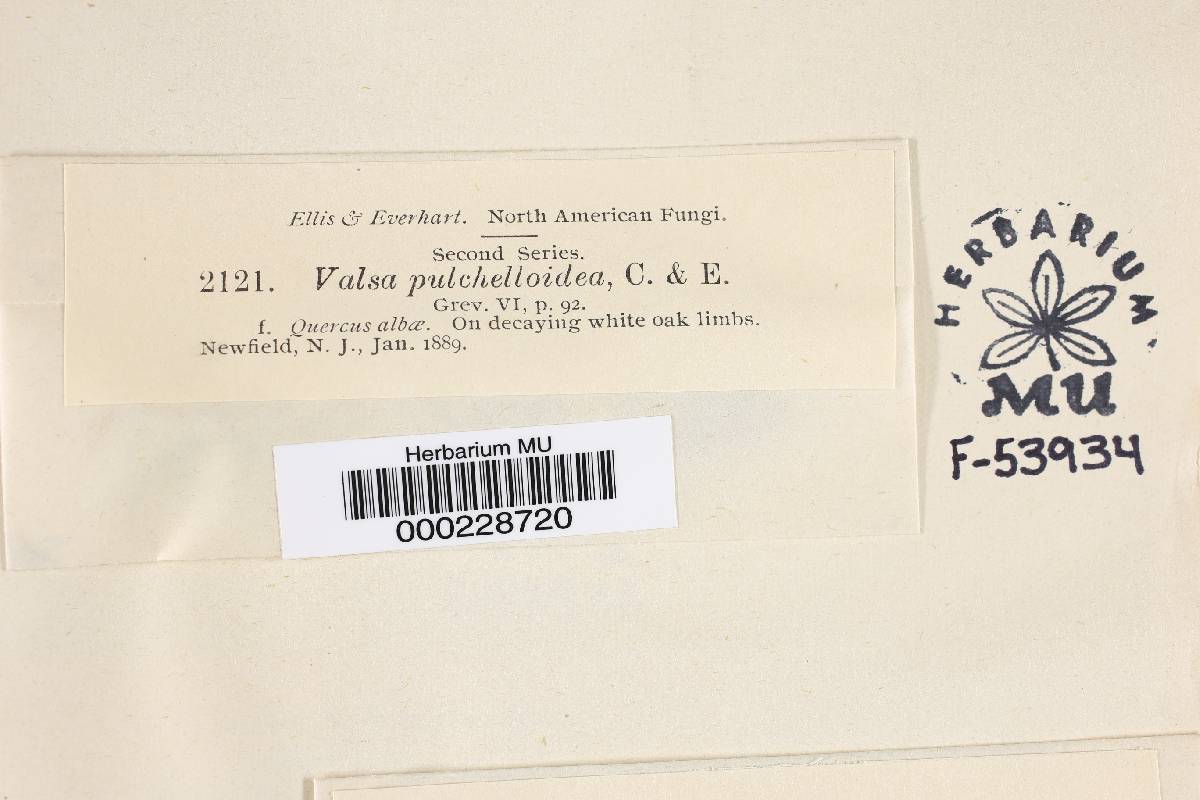 Ellis & Everhart. North American Fungi.
Second Series.
2121. Valsa pulchelloidea, C. & E.
Grev. VI, p. 92.
f. Quercus albæ. On decaying white oak limbs.
Newfield, N. J., Jan. 1889.
Herbarium MU
000228720
HERBARIUM
MU
F-53934